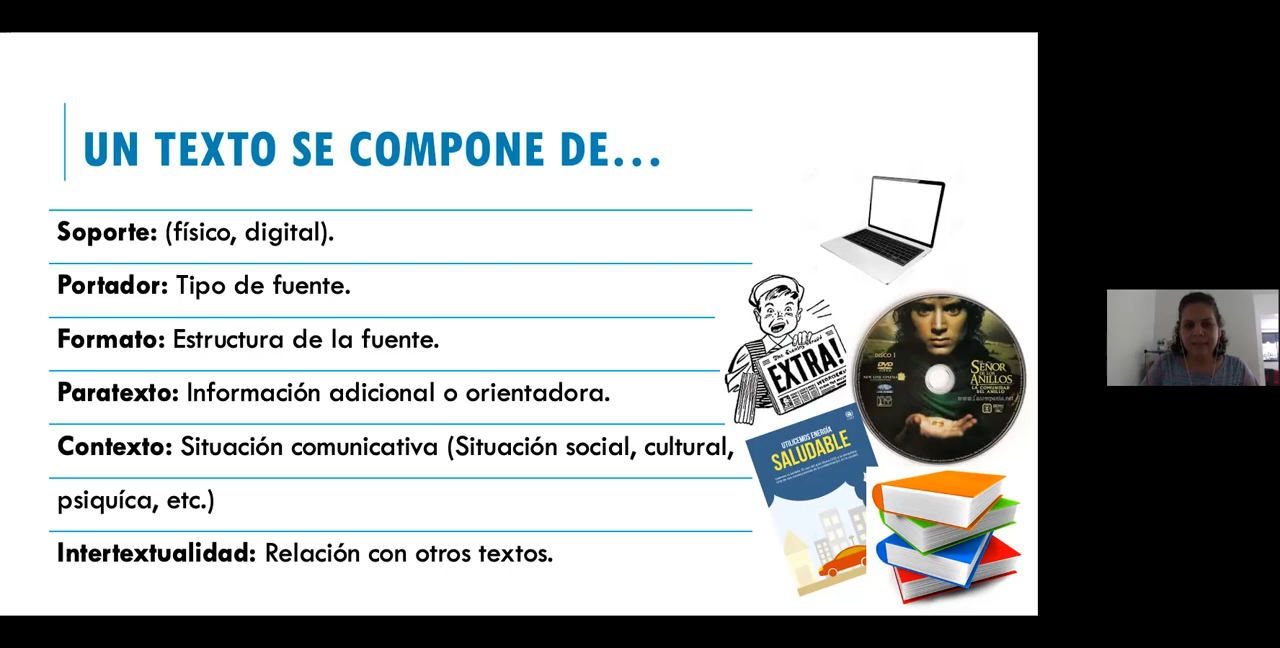 UN TEXTO SE COMPONE DE...
Soporte: (físico, digital).
Portador: Tipo de fuente.
Formato: Estructura de la fuente.
Paratexto: Información adicional o orientadora.
Contexto: Situación comunicativa (Situación social, cultural,
psiquíca, etc.)
Intertextualidad: Relación con otros textos.
EXTRA!
DISCO 1
DVD
EL SEÑOR
DE LOS
ANILLOS
LA COMUNIDAD
DEL ANILLO
UTILICEMOS ENERGÍA
SALUDABLE